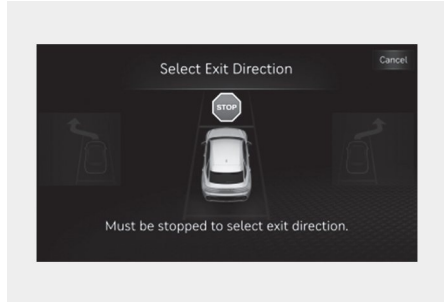 Select Exit Direction
Cancel
STOP
Must be stopped to select exit direction.